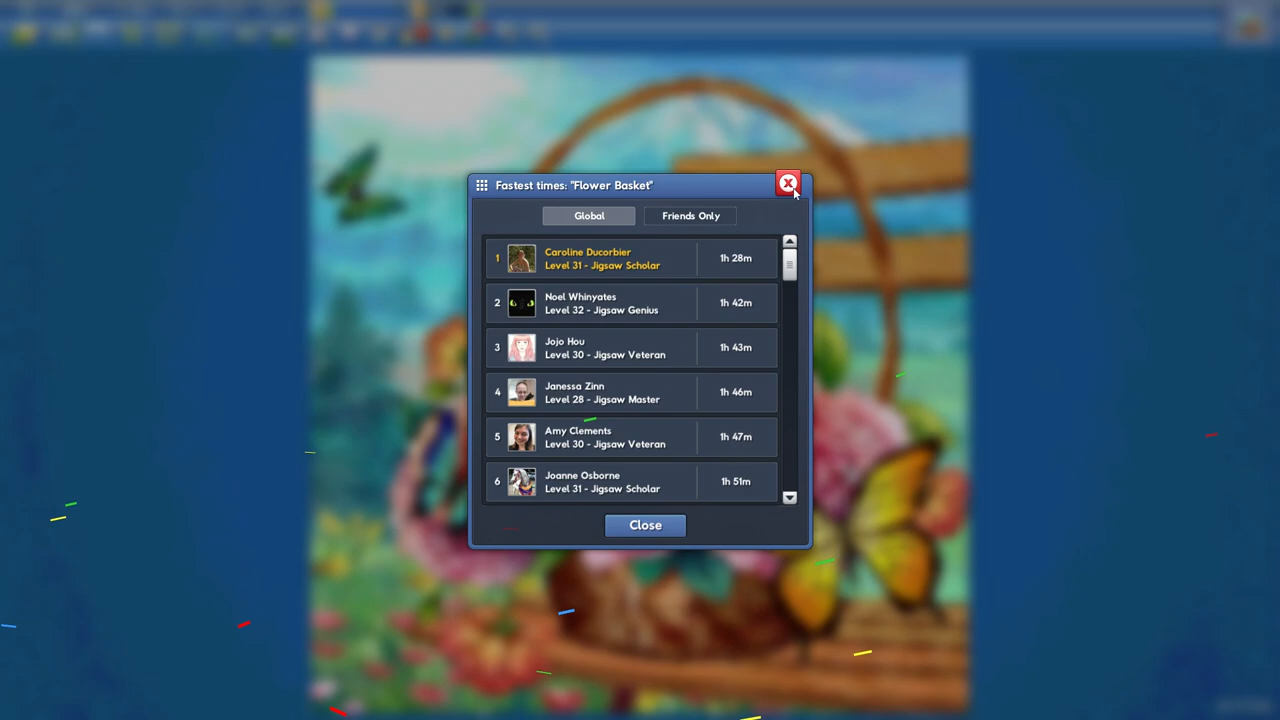 Fastest times: "Flower Basket"
Global
Friends Only
1
Caroline Ducorbier
Level 31 - Jigsaw Scholar
1h 28m
2
Noel Whinyates
Level 32 - Jigsaw Genius
1h 42m
3
Jojo Hou
Level 30 - Jigsaw Veteran
1h 43m
4
Janessa Zinn
Level 28 - Jigsaw Master
1h 46m
5
Amy Clements
Level 30 - Jigsaw Veteran
1h 47m
6
Joanne Osborne
Level 31 - Jigsaw Scholar
1h 51m
Close